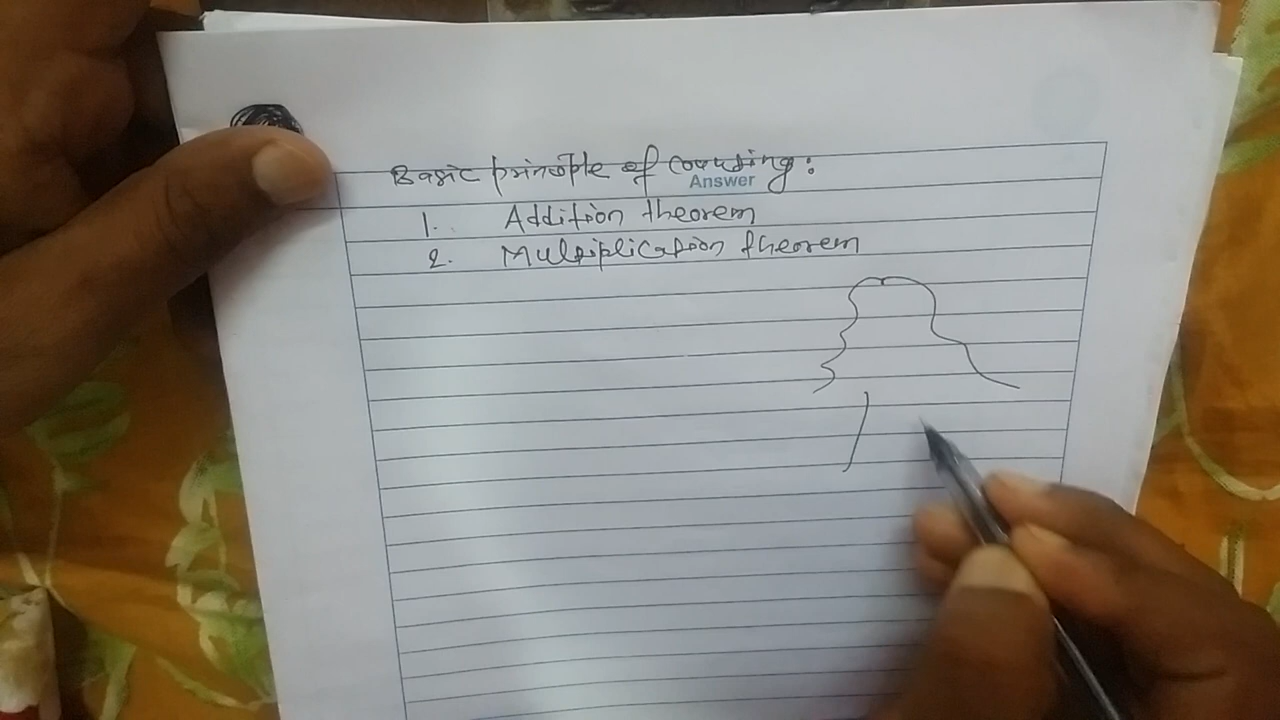 Basic principle of counting:
Answer
1. Addition theorem
2. Multiplication theorem